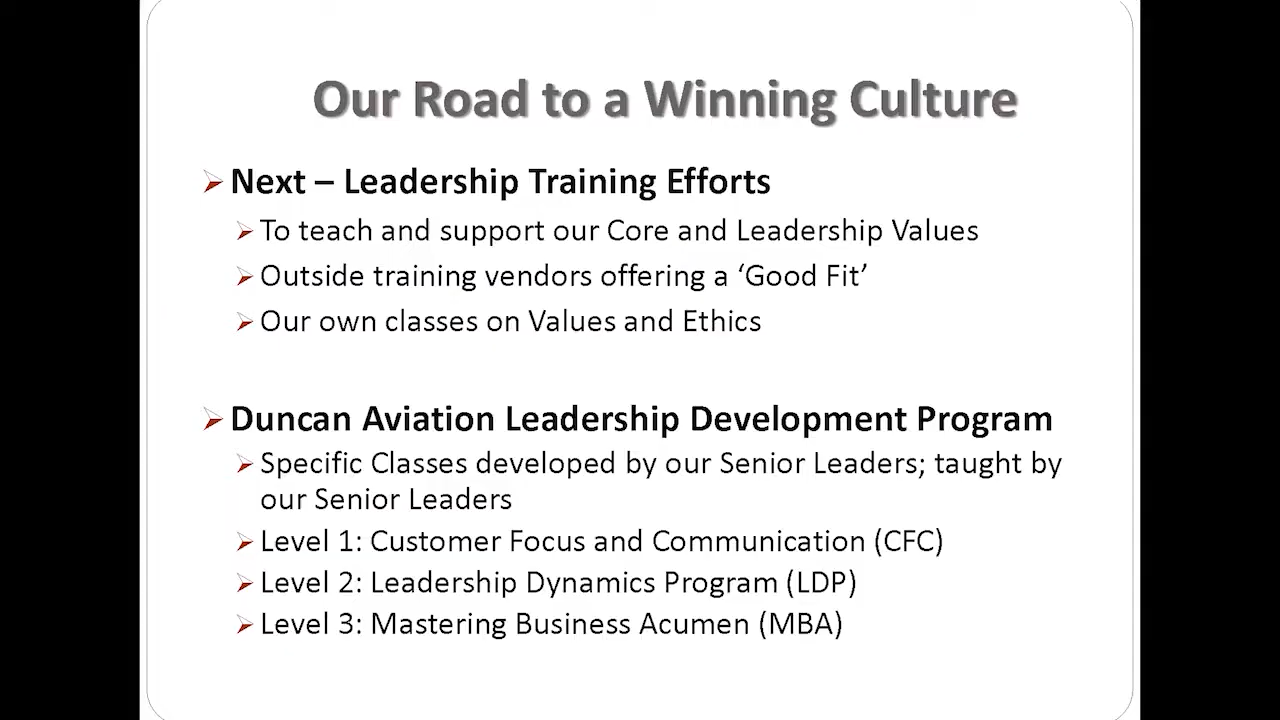 Our Road to a Winning Culture
Next – Leadership Training Efforts
To teach and support our Core and Leadership Values
Outside training vendors offering a ‘Good Fit’
Our own classes on Values and Ethics
Duncan Aviation Leadership Development Program
Specific Classes developed by our Senior Leaders; taught by
our Senior Leaders
Level 1: Customer Focus and Communication (CFC)
Level 2: Leadership Dynamics Program (LDP)
Level 3: Mastering Business Acumen (MBA)